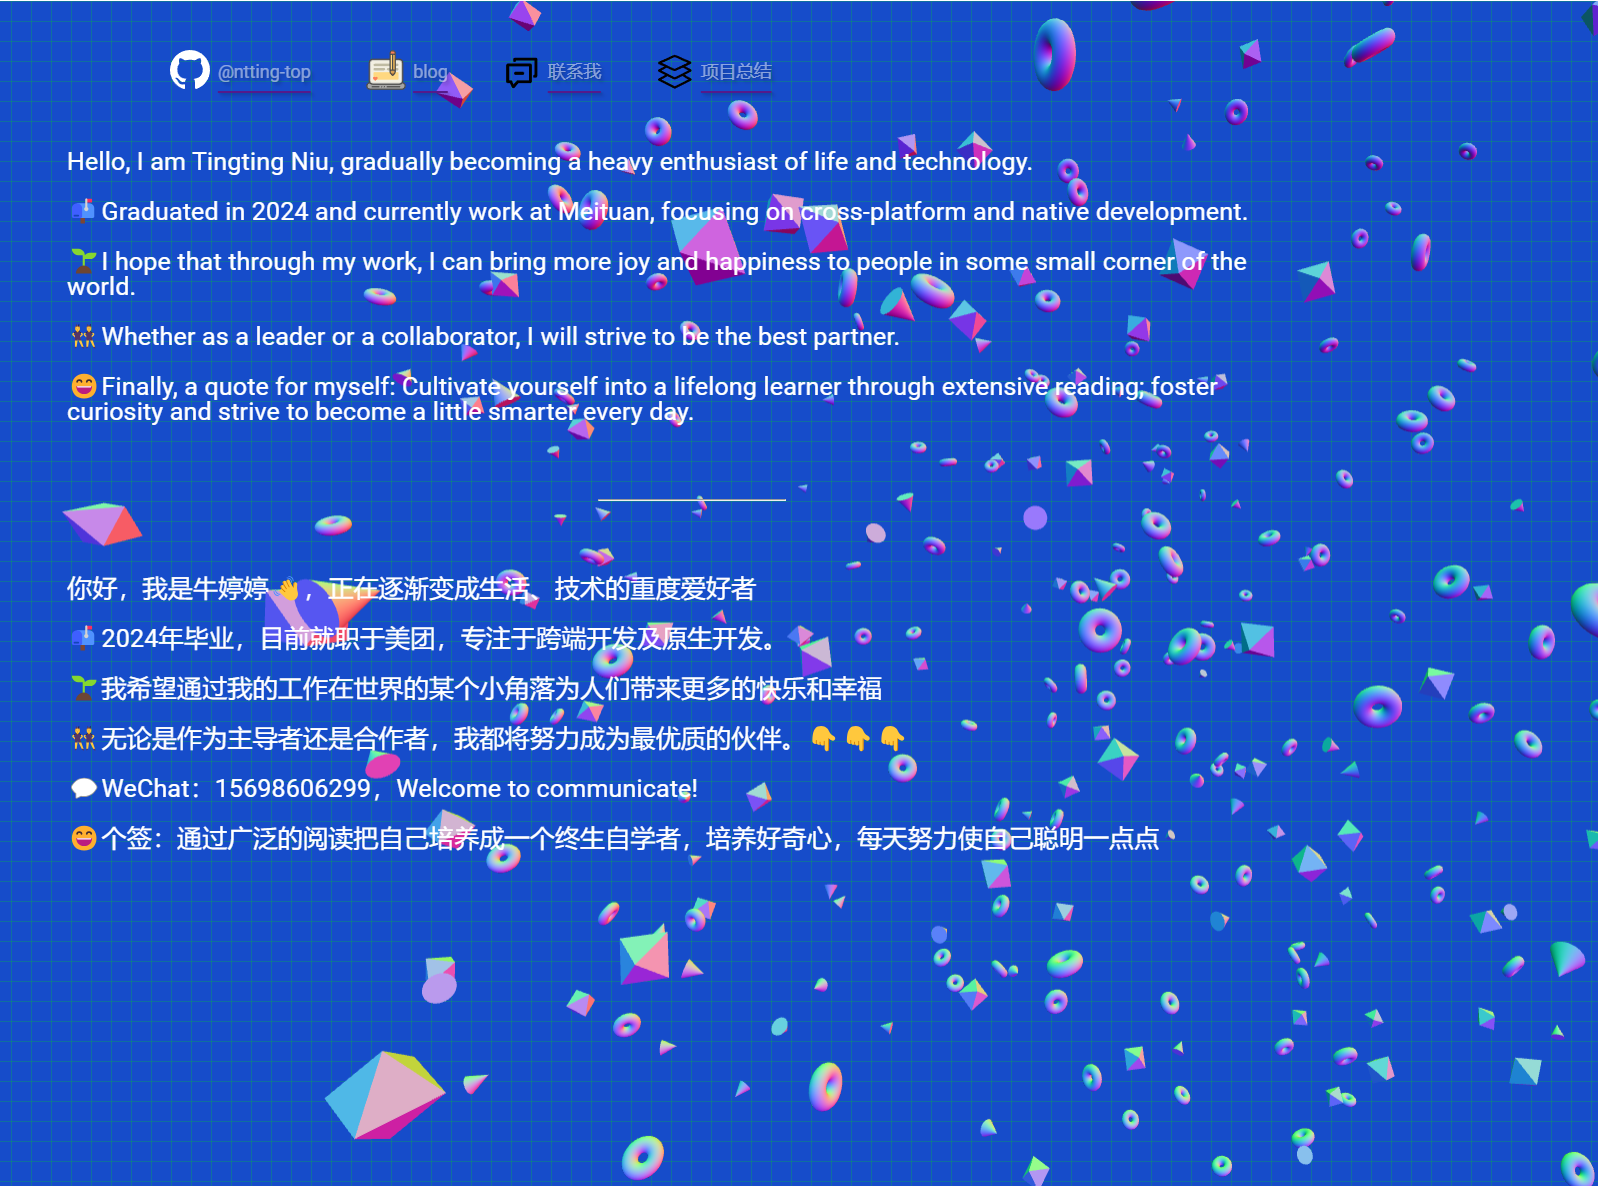 @ntting-top blog 联系我 项目总结
Hello, I am Tingting Niu, gradually becoming a heavy enthusiast of life and technology.
📫Graduated in 2024 and currently work at Meituan, focusing on cross-platform and native development.
🌱I hope that through my work, I can bring more joy and happiness to people in some small corner of the
world.
👯Whether as a leader or a collaborator, I will strive to be the best partner.
😄Finally, a quote for myself: Cultivate yourself into a lifelong learner through extensive reading; foster
curiosity and strive to become a little smarter every day.
你好，我是牛婷婷👋，正在逐渐变成生活、技术的重度爱好者
📫2024年毕业，目前就职于美团，专注于跨端开发及原生开发。
🌱我希望通过我的工作在世界的某个小角落为人们带来更多的快乐和幸福
👯无论是作为主导者还是合作者，我都将努力成为最优质的伙伴。👇👇👇
💬WeChat：15698606299，Welcome to communicate!
😄个签：通过广泛的阅读把自己培养成一个终生自学者，培养好奇心，每天努力使自己聪明一点点